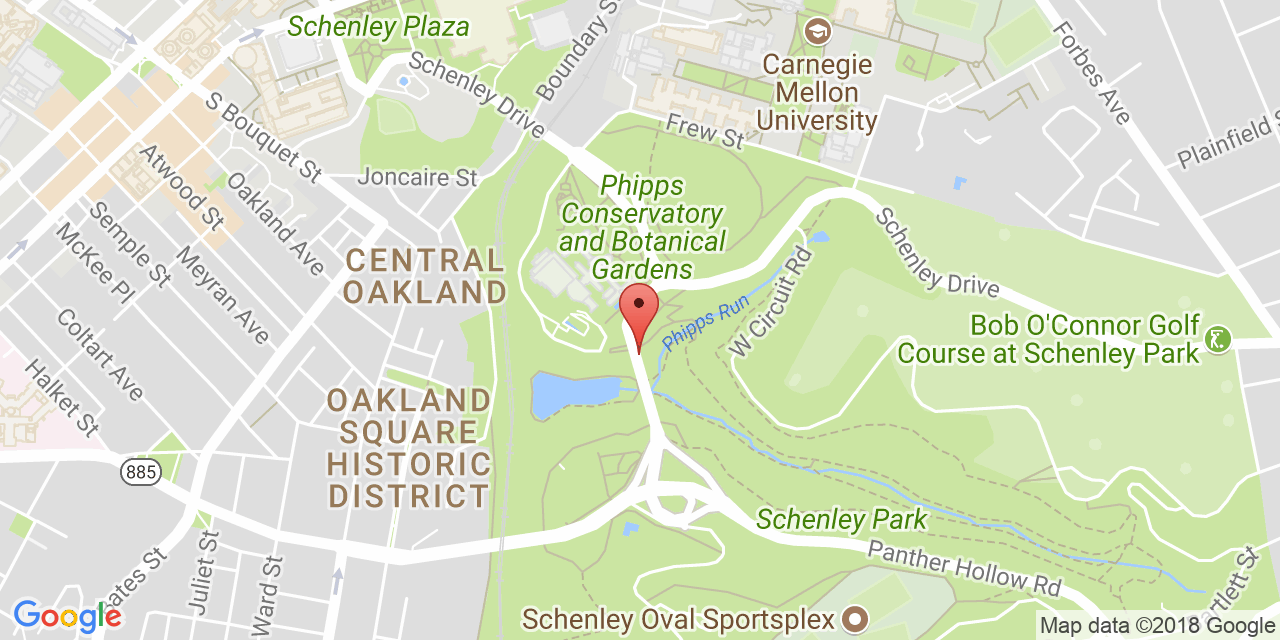 Schenley Plaza
Schenley Drive
Boundary S
Carnegie
Mellon
University
Forbes Ave
Plainfield
S Bouquet St
Atwood St
Oakland Ave
Joncaire St
Frew St
Semple St
McKee Pl
Meyran Ave
CENTRAL
OAKLAND
Phipps
Conservatory
and Botanical
Gardens
Schenley Drive
Phipps Run
W Circuit Rd
Coltart Ave
Halket St
Bob O'Connor Golf
Course at Schenley Park
OAKLAND
SQUARE
HISTORIC
DISTRICT
885
Schenley Park
Panther Hollow Rd
ates St
Juliet St
Ward St
rtlett St
Schenley Oval Sportsplex
Google
Map data ©2018 Google